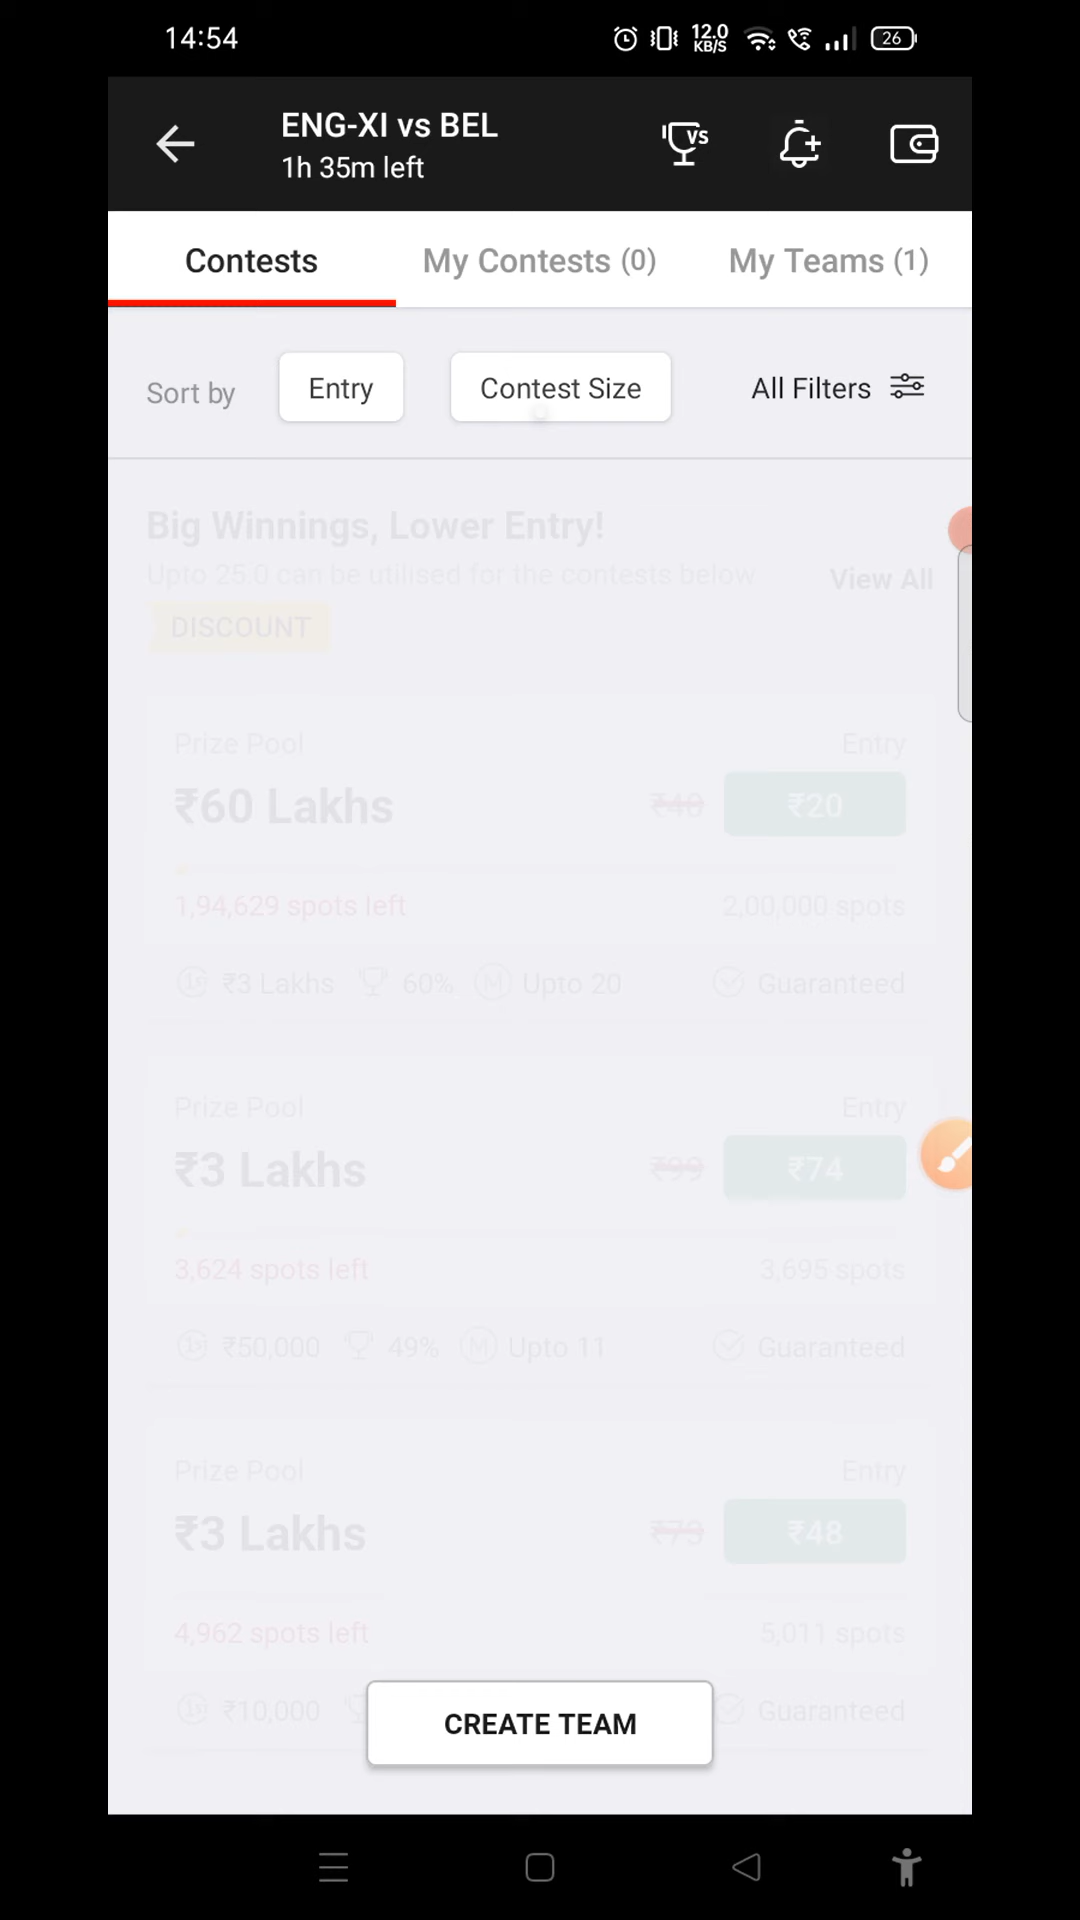 14:54
12.0
KB/S
26
ENG-XI vs BEL
1h 35m left
VS
Contests
My Contests (0)
My Teams (1)
Sort by
Entry
Contest Size
All Filters
Big Winnings, Lower Entry!
Upto 25.0 can be utilised for the contests below
View All
DISCOUNT
Prize Pool
Entry
₹60 Lakhs
₹40
₹20
1,94,629 spots left
2,00,000 spots
1st
₹3 Lakhs
60%
M
Upto 20
Guaranteed
Prize Pool
Entry
₹3 Lakhs
₹99
₹74
3,624 spots left
3,695 spots
1st
₹50,000
49%
M
Upto 11
Guaranteed
Prize Pool
Entry
₹3 Lakhs
₹73
₹48
4,962 spots left
5,011 spots
1st
₹10,000
Guaranteed
CREATE TEAM